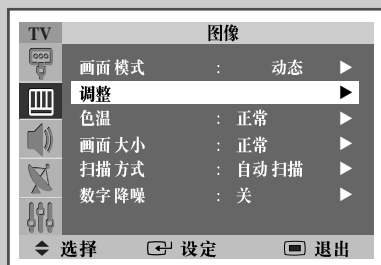 TV 图像
画面模式 : 动态 ▶
调整 ▶
色温 : 正常 ▶
画面大小 : 正常 ▶
扫描方式 : 自动扫描 ▶
数字降噪 : 关 ▶
选择 设定 退出